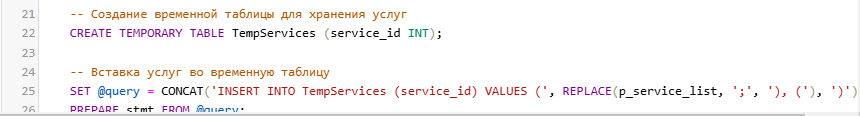 21 -- Создание временной таблицы для хранения услуг
22 CREATE TEMPORARY TABLE TempServices (service_id INT);
23
24 -- Вставка услуг во временную таблицу
25 SET @query = CONCAT('INSERT INTO TempServices (service_id) VALUES (', REPLACE(p_service_list, ';', '), ('), ')')
26 PREPARE stmt FROM @query;